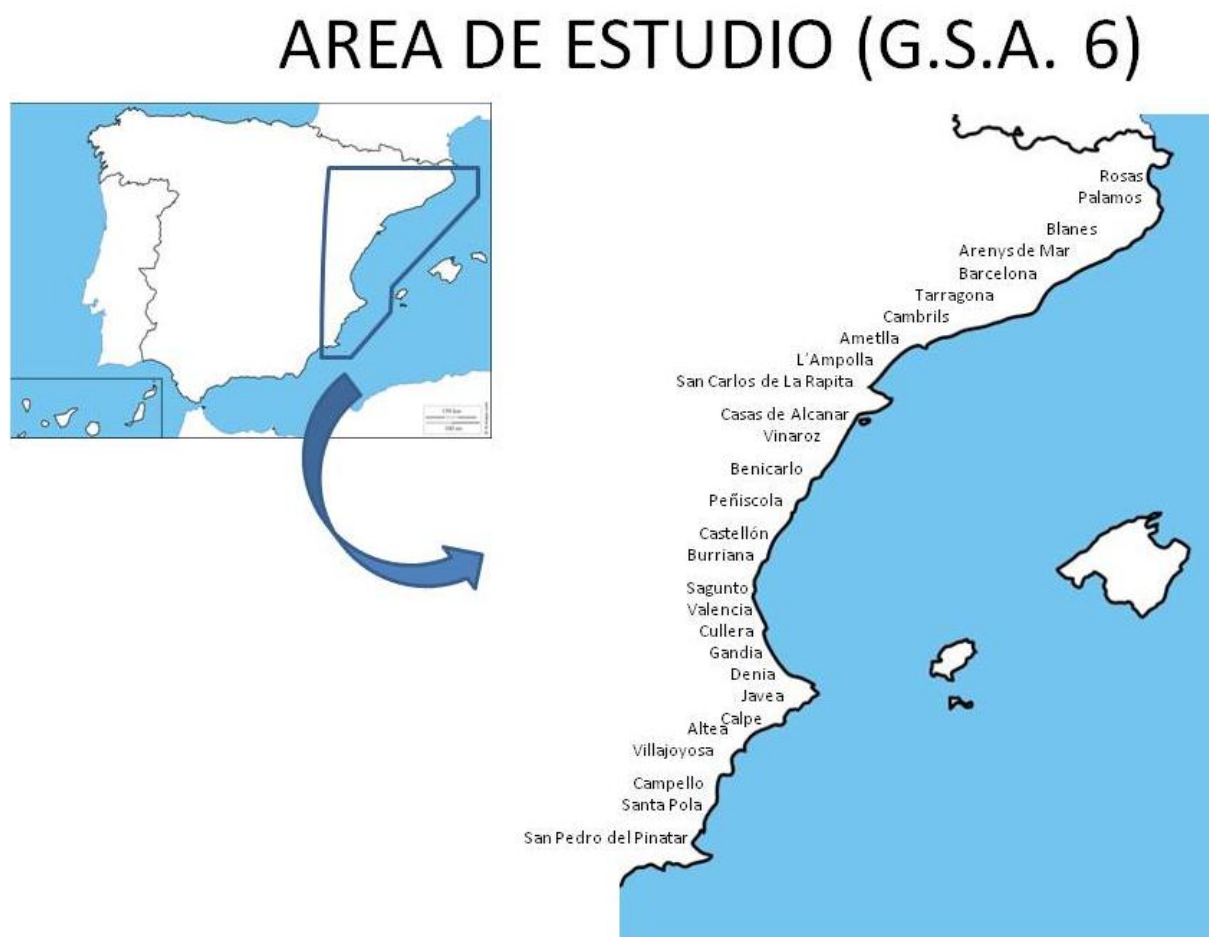 AREA DE ESTUDIO (G.S.A. 6)
Rosas
Palamos
Blanes
Arenys de Mar
Barcelona
Tarragona
Cambrils
Ametlla
L'Ampolla
San Carlos de La Rapita
Casas de Alcanar
Vinaroz
Benicarlo
Peñiscola
Castellón
Burriana
Sagunto
Valencia
Cullera
Gandia
Denia
Javea
Calpe
Altea
Villajoyosa
Campello
Santa Pola
San Pedro del Pinatar